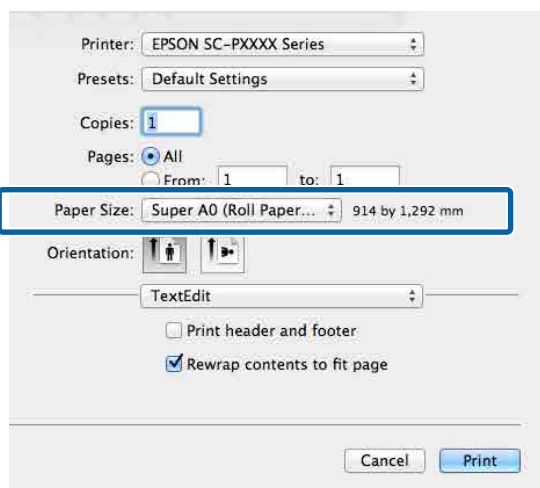 Printer: EPSON SC-PXXXX Series
Presets: Default Settings
Copies: 1
Pages: All
From: 1 to: 1
Paper Size: Super A0 (Roll Paper... 914 by 1,292 mm
Orientation:
TextEdit
Print header and footer
Rewrap contents to fit page
Cancel Print